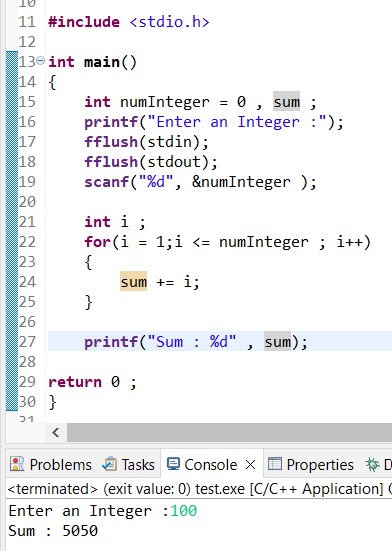 10
11 #include <stdio.h>
12
13 int main()
14 {
15     int numInteger = 0 , sum ;
16     printf("Enter an Integer :");
17     fflush(stdin);
18     fflush(stdout);
19     scanf("%d", &numInteger );
20
21     int i ;
22     for(i = 1;i <= numInteger ; i++)
23     {
24         sum += i;
25     }
26
27     printf("Sum : %d" , sum);
28
29 return 0 ;
30 }
31
Problems Tasks Console Properties D
<terminated> (exit value: 0) test.exe [C/C++ Application]
Enter an Integer :100
Sum : 5050